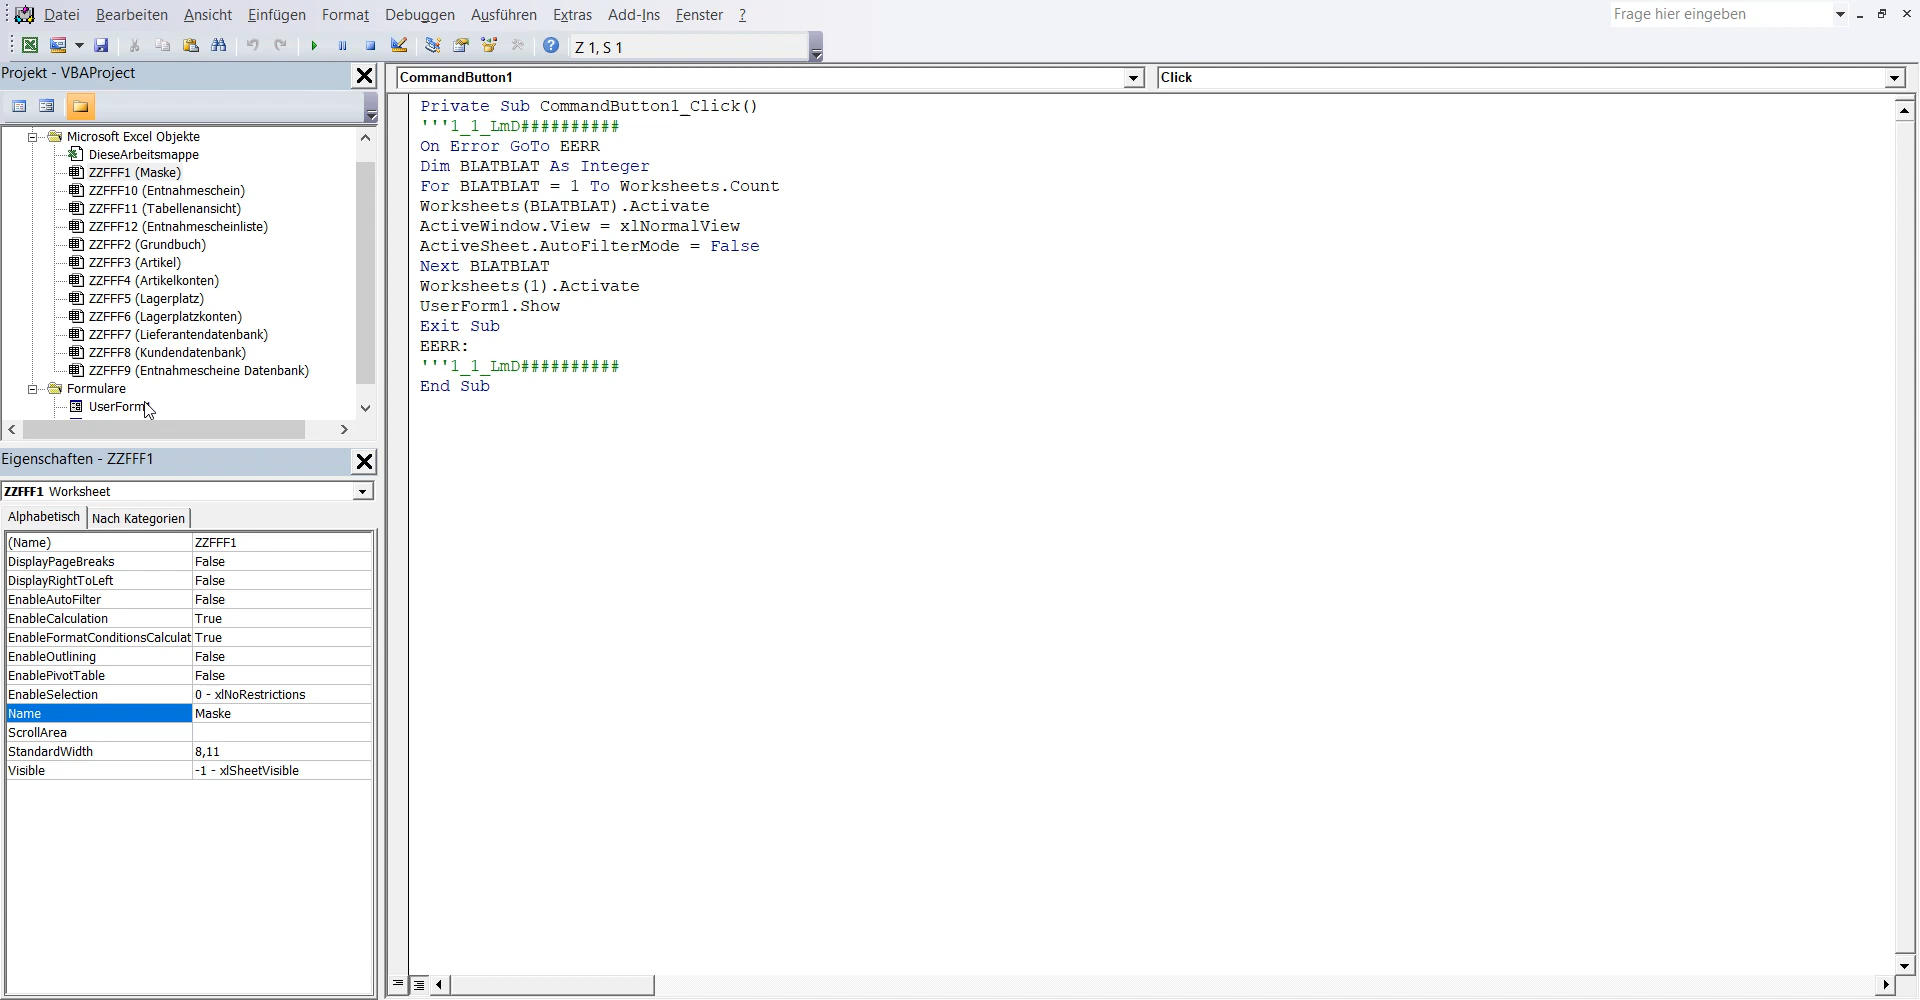 Datei Bearbeiten Ansicht Einfügen Format Debuggen Ausführen Extras Add-Ins Fenster ? Frage hier eingeben
Z 1, S 1
Projekt - VBAProject
Microsoft Excel Objekte
DieseArbeitsmappe
ZZFFF1 (Maske)
ZZFFF10 (Entnahmeschein)
ZZFFF11 (Tabellenansicht)
ZZFFF12 (Entnahmescheinliste)
ZZFFF2 (Grundbuch)
ZZFFF3 (Artikel)
ZZFFF4 (Artikelkonten)
ZZFFF5 (Lagerplatz)
ZZFFF6 (Lagerplatzkonten)
ZZFFF7 (Lieferantendatenbank)
ZZFFF8 (Kundendatenbank)
ZZFFF9 (Entnahmescheine Datenbank)
Formulare
UserForm1
Eigenschaften - ZZFFF1
ZZFFF1 Worksheet
Alphabetisch Nach Kategorien
(Name) ZZFFF1
DisplayPageBreaks False
DisplayRightToLeft False
EnableAutoFilter False
EnableCalculation True
EnableFormatConditionsCalculat True
EnableOutlining False
EnablePivotTable False
EnableSelection 0 - xlNoRestrictions
Name Maske
ScrollArea
StandardWidth 8,11
Visible -1 - xlSheetVisible
CommandButton1 Click
Private Sub CommandButton1_Click()
'''1_1_LmD##########
On Error GoTo EERR
Dim BLATBLAT As Integer
For BLATBLAT = 1 To Worksheets.Count
Worksheets(BLATBLAT).Activate
ActiveWindow.View = xlNormalView
ActiveSheet.AutoFilterMode = False
Next BLATBLAT
Worksheets(1).Activate
UserForm1.Show
Exit Sub
EERR:
'''1_1_LmD##########
End Sub